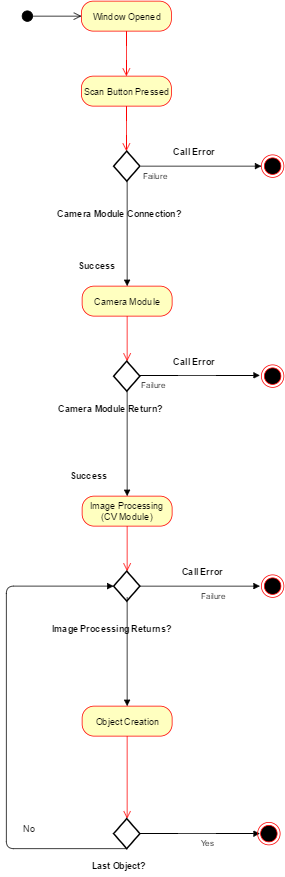 Window Opened
Scan Button Pressed
Call Error
Failure
Camera Module Connection?
Success
Camera Module
Call Error
Failure
Camera Module Return?
Success
Image Processing
(CV Module)
Call Error
Failure
Image Processing Returns?
Object Creation
No
Yes
Last Object?